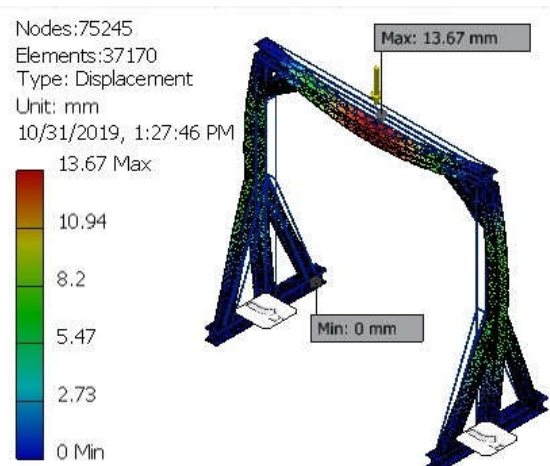 Nodes:75245
Elements:37170
Type: Displacement
Unit: mm
10/31/2019, 1:27:46 PM
13.67 Max
10.94
8.2
5.47
2.73
0 Min
Max: 13.67 mm
Min: 0 mm